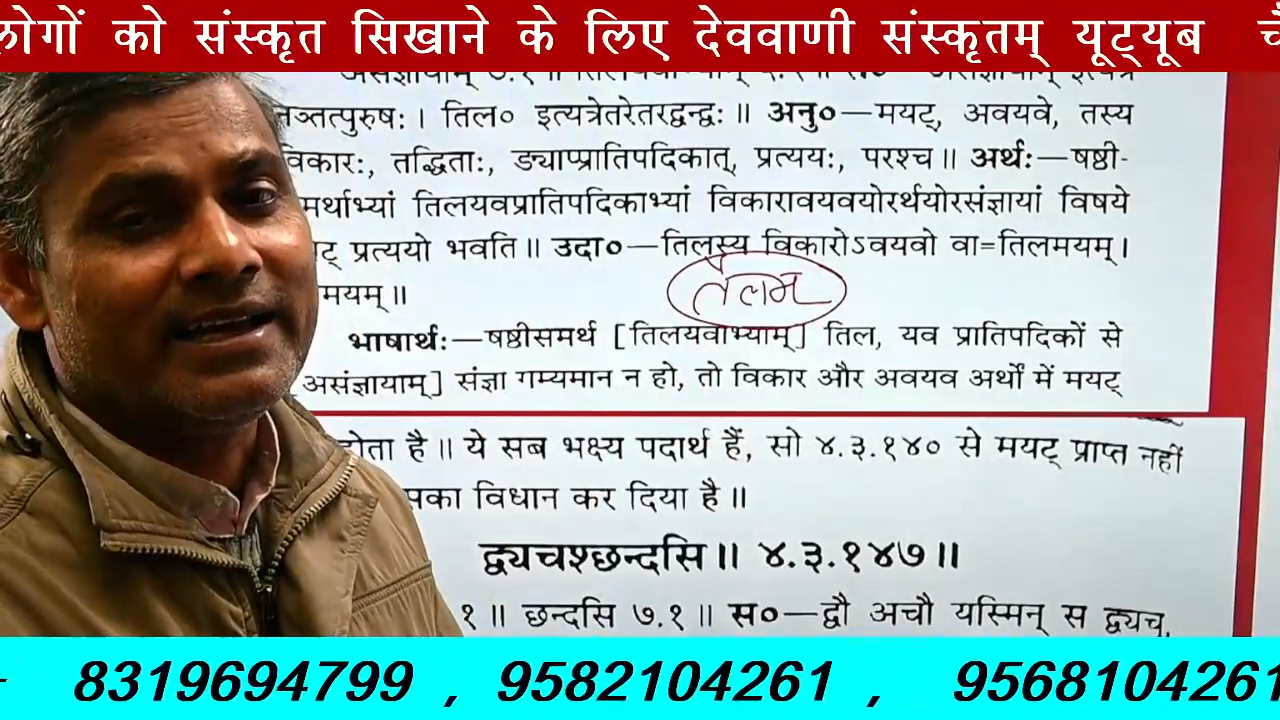 लोगों को संस्कृत सिखाने के लिए देववाणी संस्कृतम् यूट्यूब
तिल० इत्यत्रेतरेतरद्वन्द्वः ॥ अनु०—मयट्, अवयवे, तस्य
विकारः, तद्धिताः, ङ्याप्प्रातिपदिकात्, प्रत्ययः, परश्च ॥ अर्थः—षष्ठी-
मर्थाभ्यां तिलयवप्रातिपदिकाभ्यां विकारावयवयोरर्थयोरसंज्ञायां विषये
ट् प्रत्ययो भवति ॥ उदा०—तिलस्य विकारोऽवयवो वा=तिलमयम् ।
मयम् ॥
भाषार्थः—षष्ठीसमर्थ [तिलयवाभ्याम्] तिल, यव प्रातिपदिकों से
[असंज्ञायाम्] संज्ञा गम्यमान न हो, तो विकार और अवयव अर्थों में मयट्
होता है ॥ ये सब भक्ष्य पदार्थ हैं, सो ४.३.१४० से मयट् प्राप्त नहीं
सका विधान कर दिया है ॥
द्व्यचश्छन्दसि ॥ ४.३.१४७ ॥
१ ॥ छन्दसि ७.१ ॥ स०—द्वौ अचौ यस्मिन् स द्व्यच्,
8319694799 , 9582104261 , 9568104261